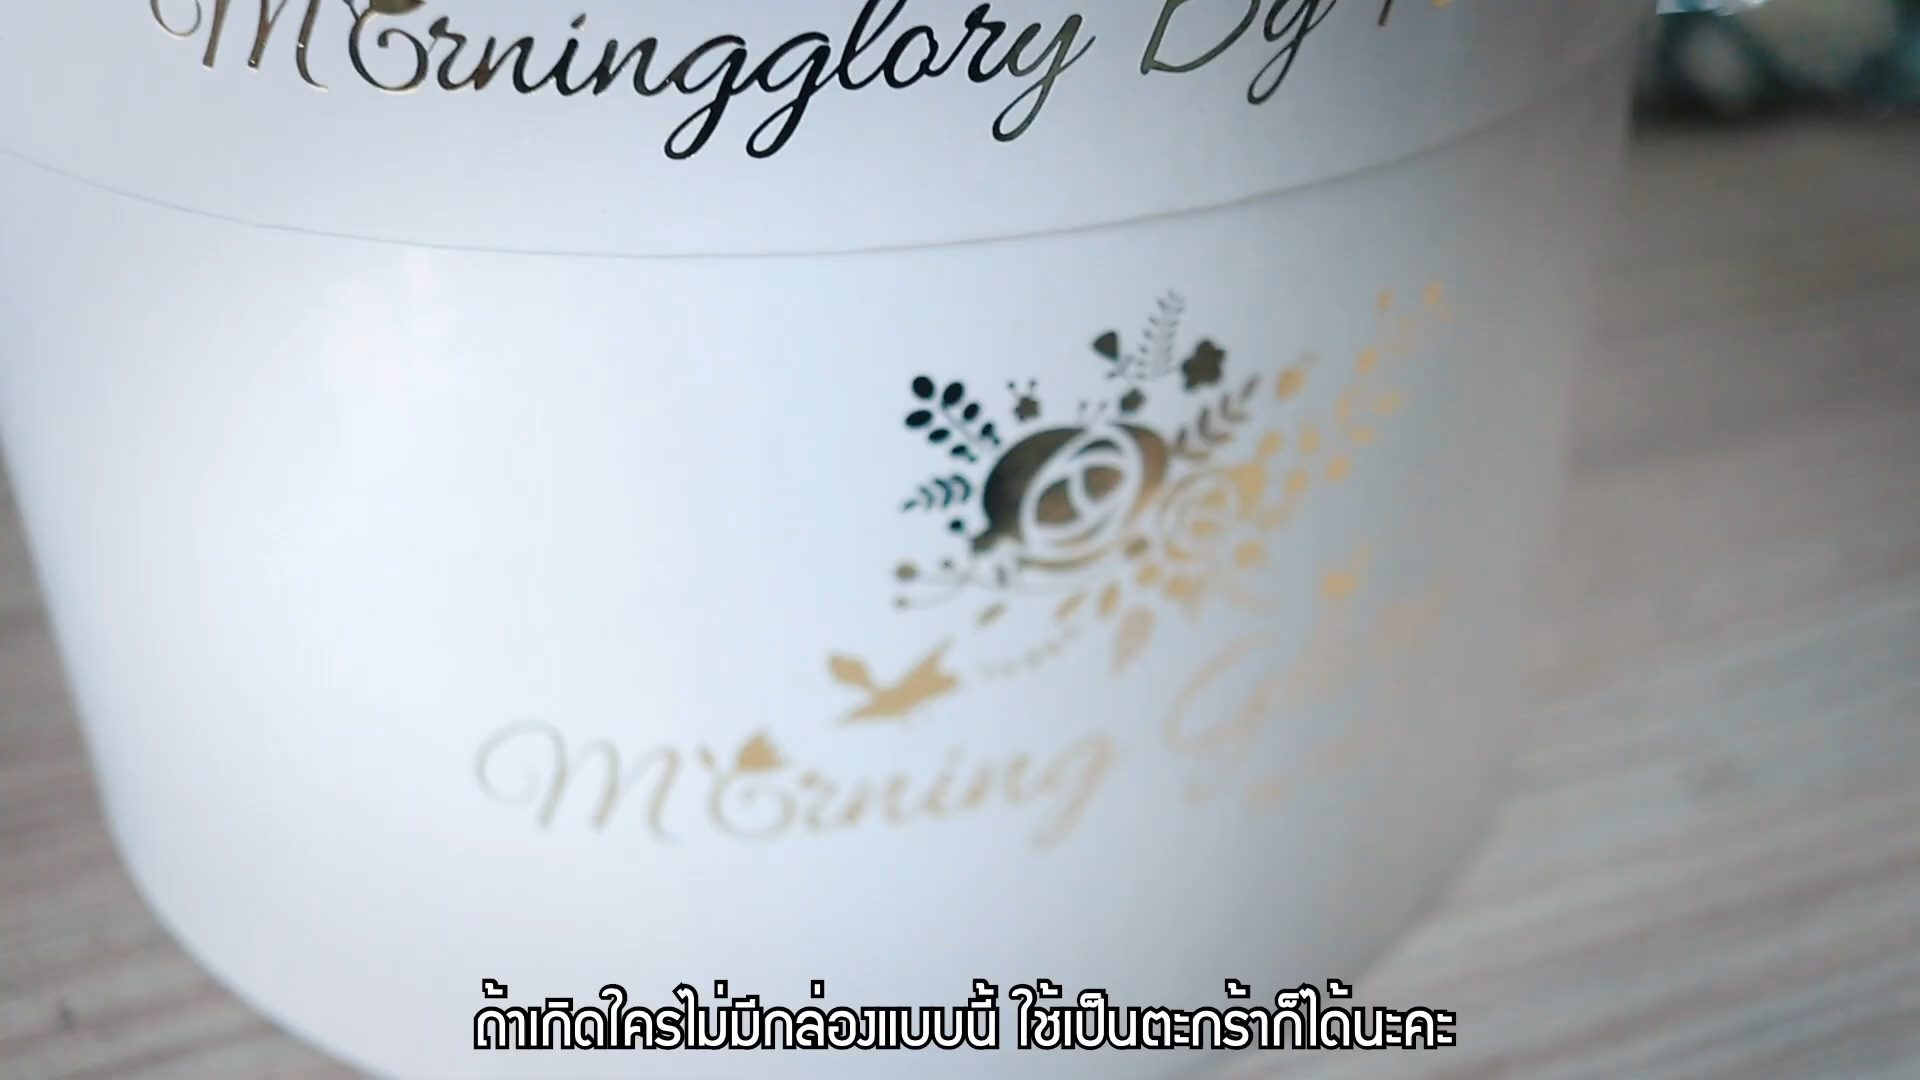 Morningglory By
Morning Glory
ถ้าเกิดใครไม่มีกล่องแบบนี้ ใช้เป็นตะกร้าก็ได้นะคะ